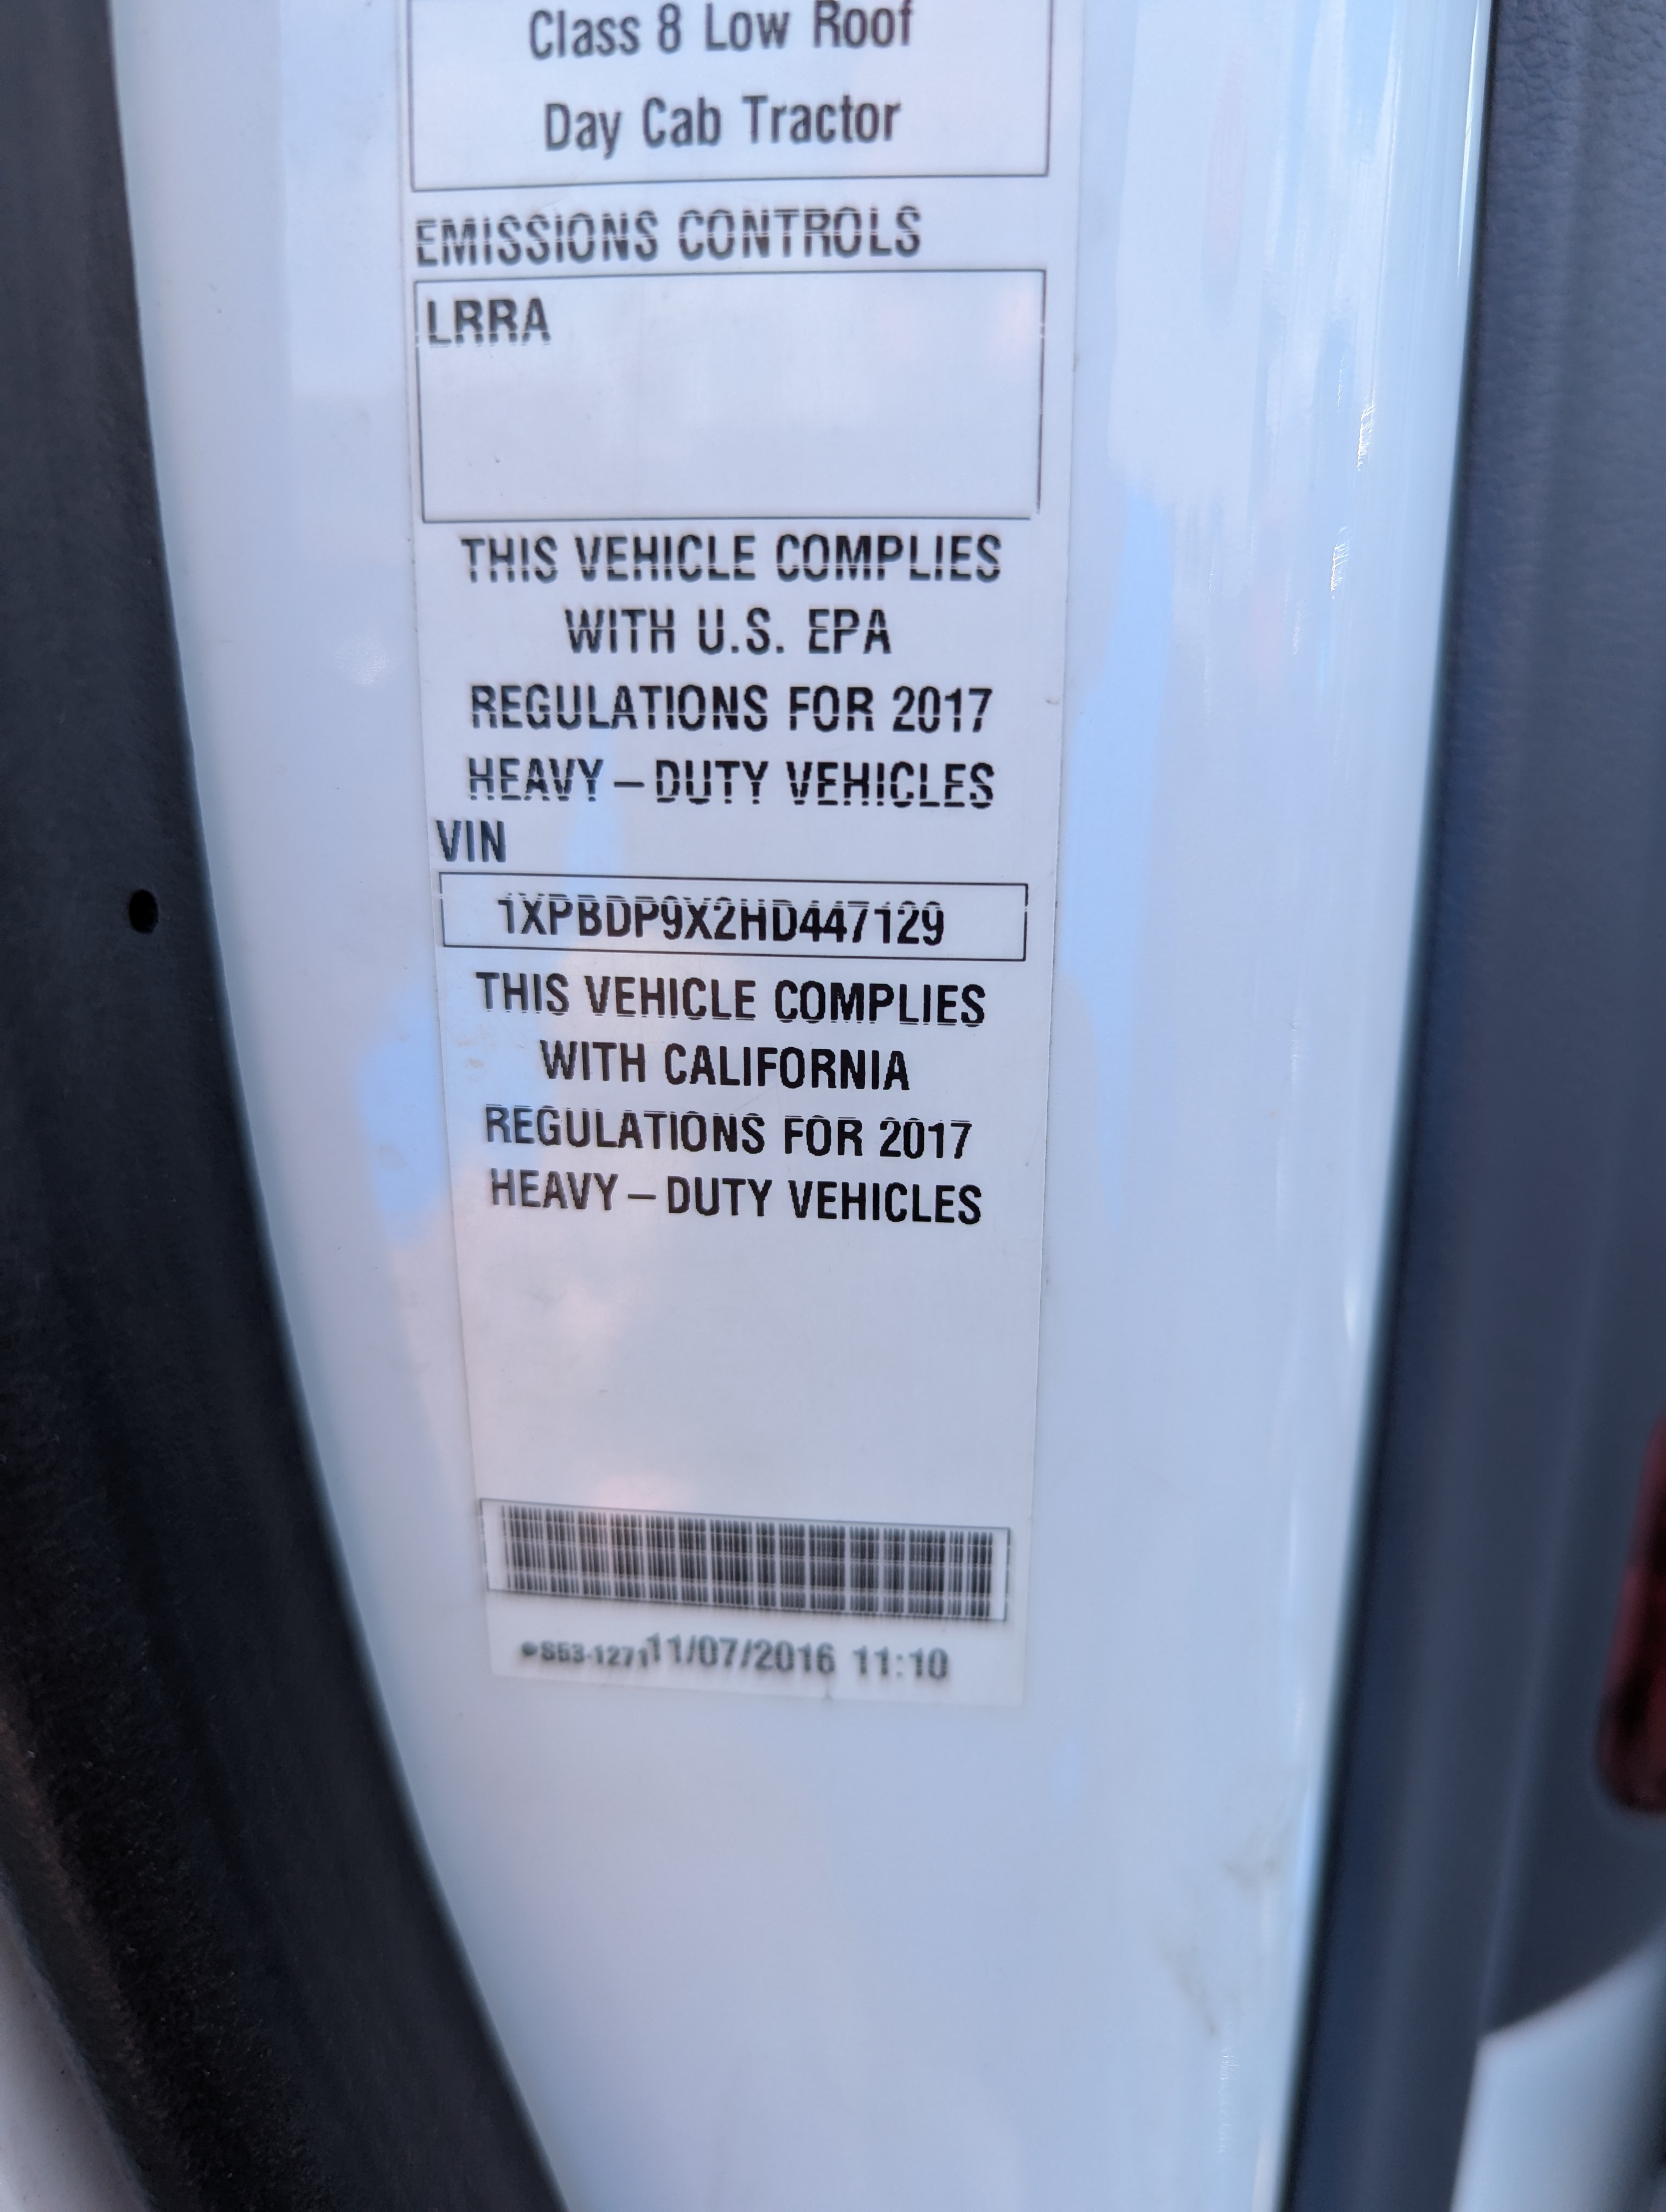 Class 8 Low Roof
Day Cab Tractor
EMISSIONS CONTROLS
LRRA
THIS VEHICLE COMPLIES
WITH U.S. EPA
REGULATIONS FOR 2017
HEAVY – DUTY VEHICLES
VIN
1XPBDP9X2HD447129
THIS VEHICLE COMPLIES
WITH CALIFORNIA
REGULATIONS FOR 2017
HEAVY – DUTY VEHICLES
S53-1271 11/07/2016 11:10